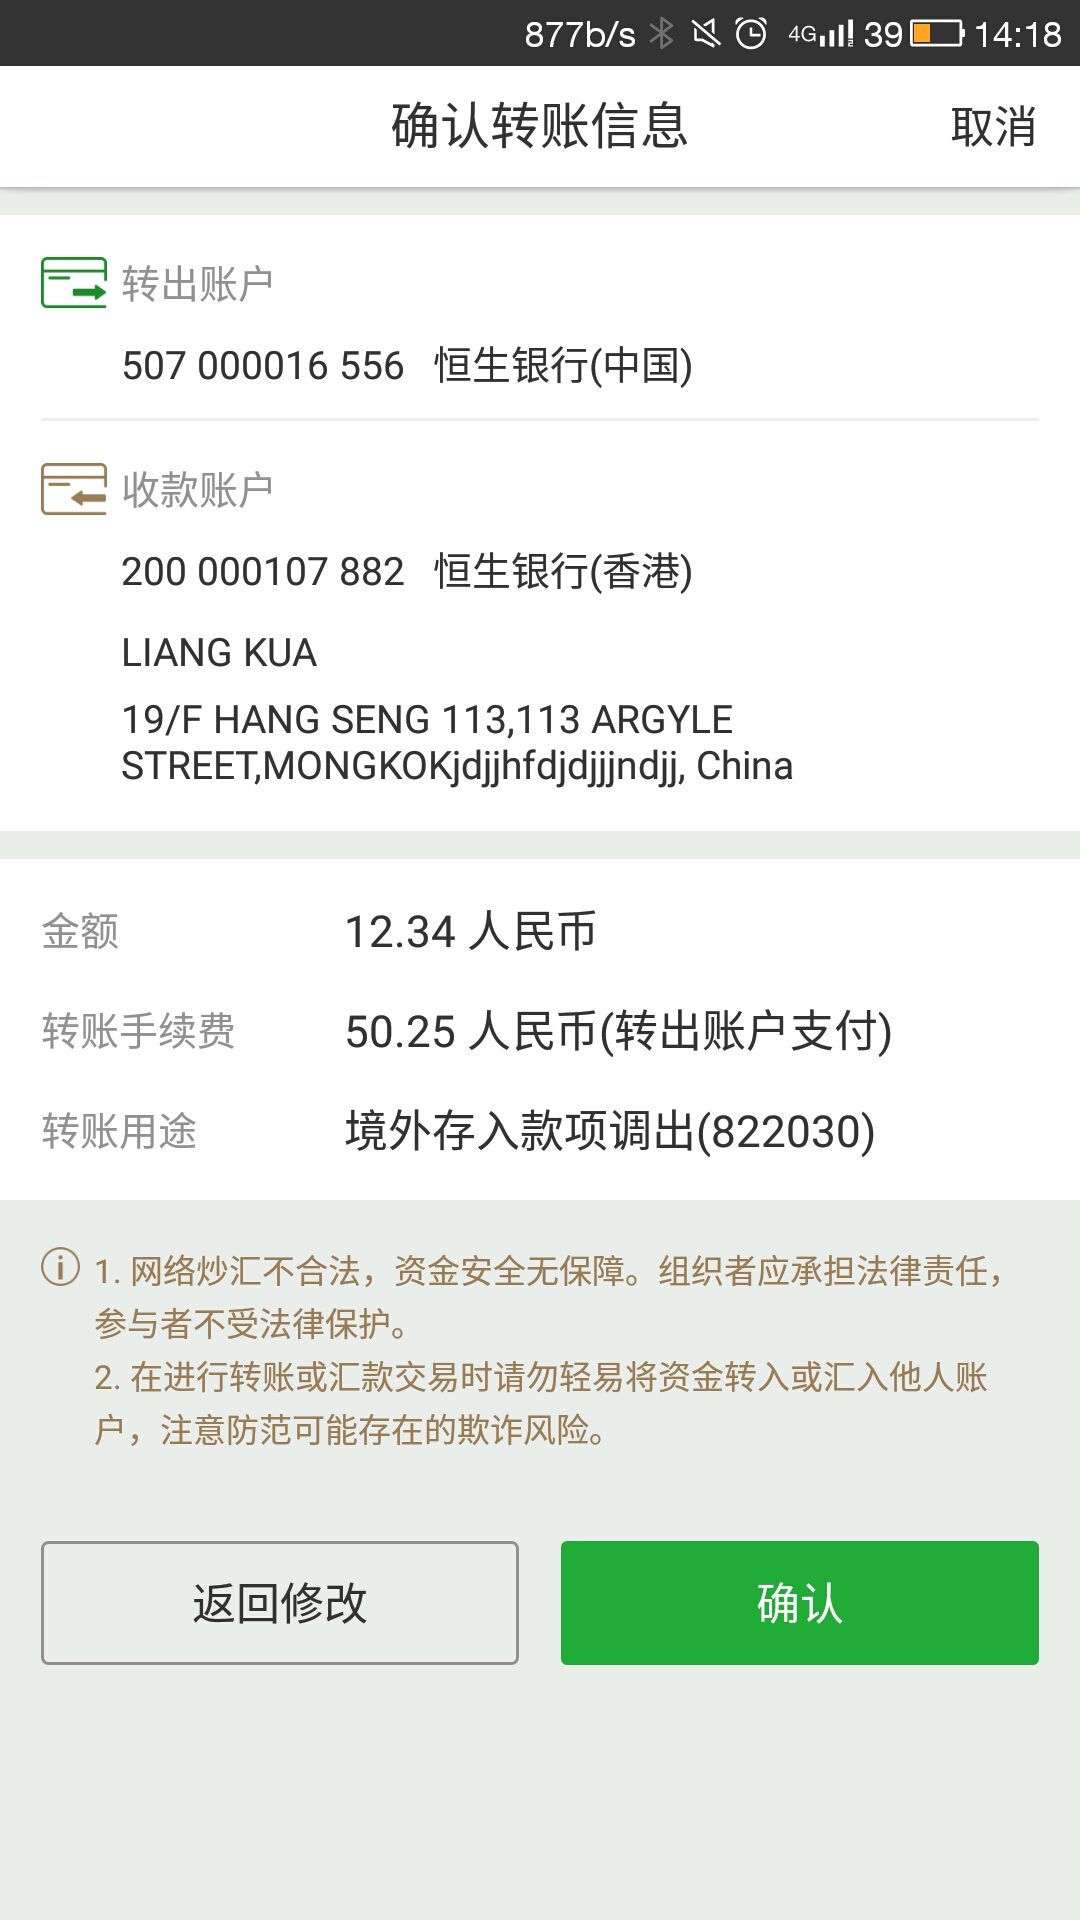 877b/s 4G 39 14:18
确认转账信息 取消
转出账户
507 000016 556 恒生银行(中国)
收款账户
200 000107 882 恒生银行(香港)
LIANG KUA
19/F HANG SENG 113,113 ARGYLE
STREET,MONGKOKjdjjhfdjdjjjndjj, China
金额 12.34 人民币
转账手续费 50.25 人民币(转出账户支付)
转账用途 境外存入款项调出(822030)
1. 网络炒汇不合法，资金安全无保障。组织者应承担法律责任，
参与者不受法律保护。
2. 在进行转账或汇款交易时请勿轻易将资金转入或汇入他人账
户，注意防范可能存在的欺诈风险。
返回修改 确认